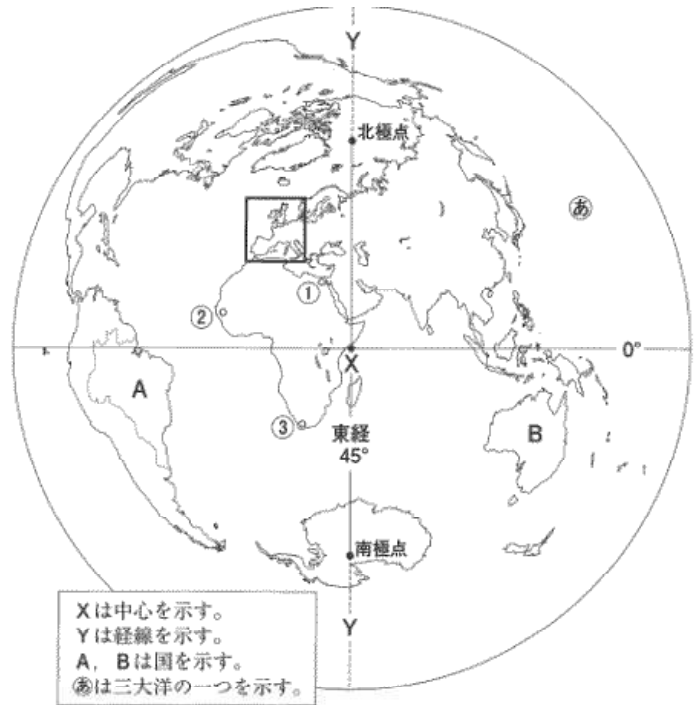 Y
北極点
あ
①
②
0°
X
A
③
東経
45°
B
南極点
Y
Xは中心を示す。
Yは経線を示す。
A，Bは国を示す。
あは三大洋の一つを示す。